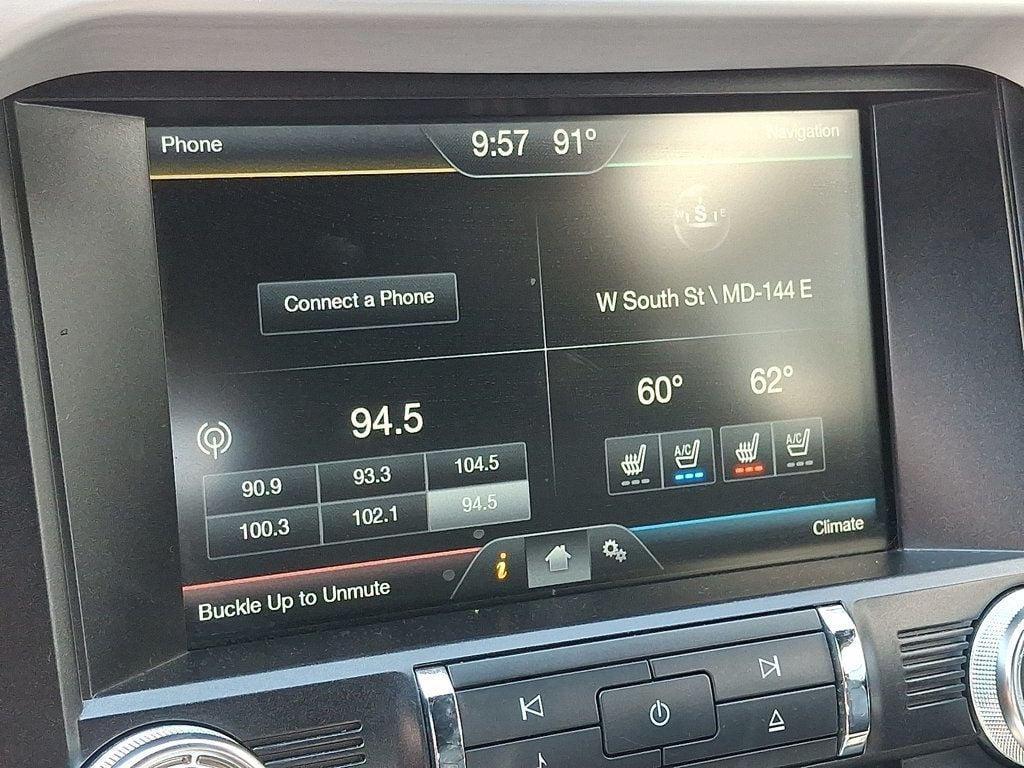 Phone
9:57 91°
Navigation
W S E
Connect a Phone
W South St \ MD-144 E
94.5
60° 62°
90.9 93.3 104.5
100.3 102.1 94.5
A/C A/C
i
Climate
Buckle Up to Unmute